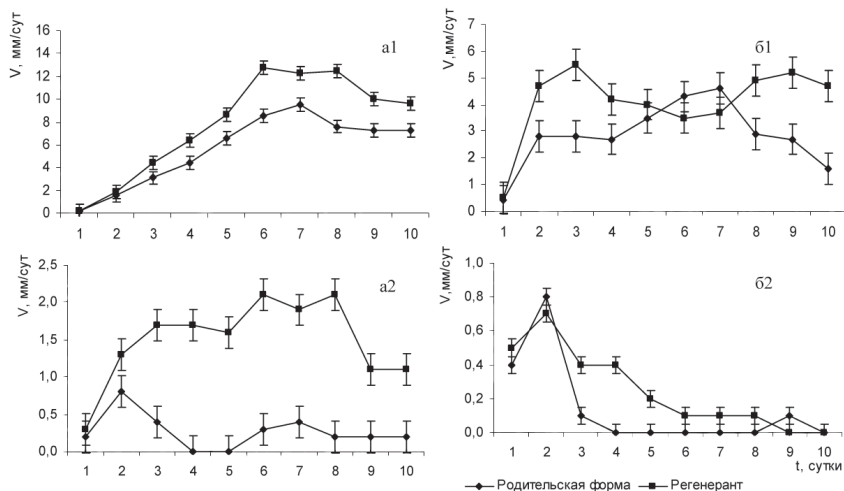 V, мм/сут
16
14
12
10
8
6
4
2
0
а1
1 2 3 4 5 6 7 8 9 10
V,мм/сут
7
6
5
4
3
2
1
0
б1
1 2 3 4 5 6 7 8 9 10
V, мм/сут
2,5
2,0
1,5
1,0
0,5
0,0
а2
1 2 3 4 5 6 7 8 9 10
V,мм/сут
1,0
0,8
0,6
0,4
0,2
0,0
б2
1 2 3 4 5 6 7 8 9 10
t, сутки
Родительская форма Регенерант